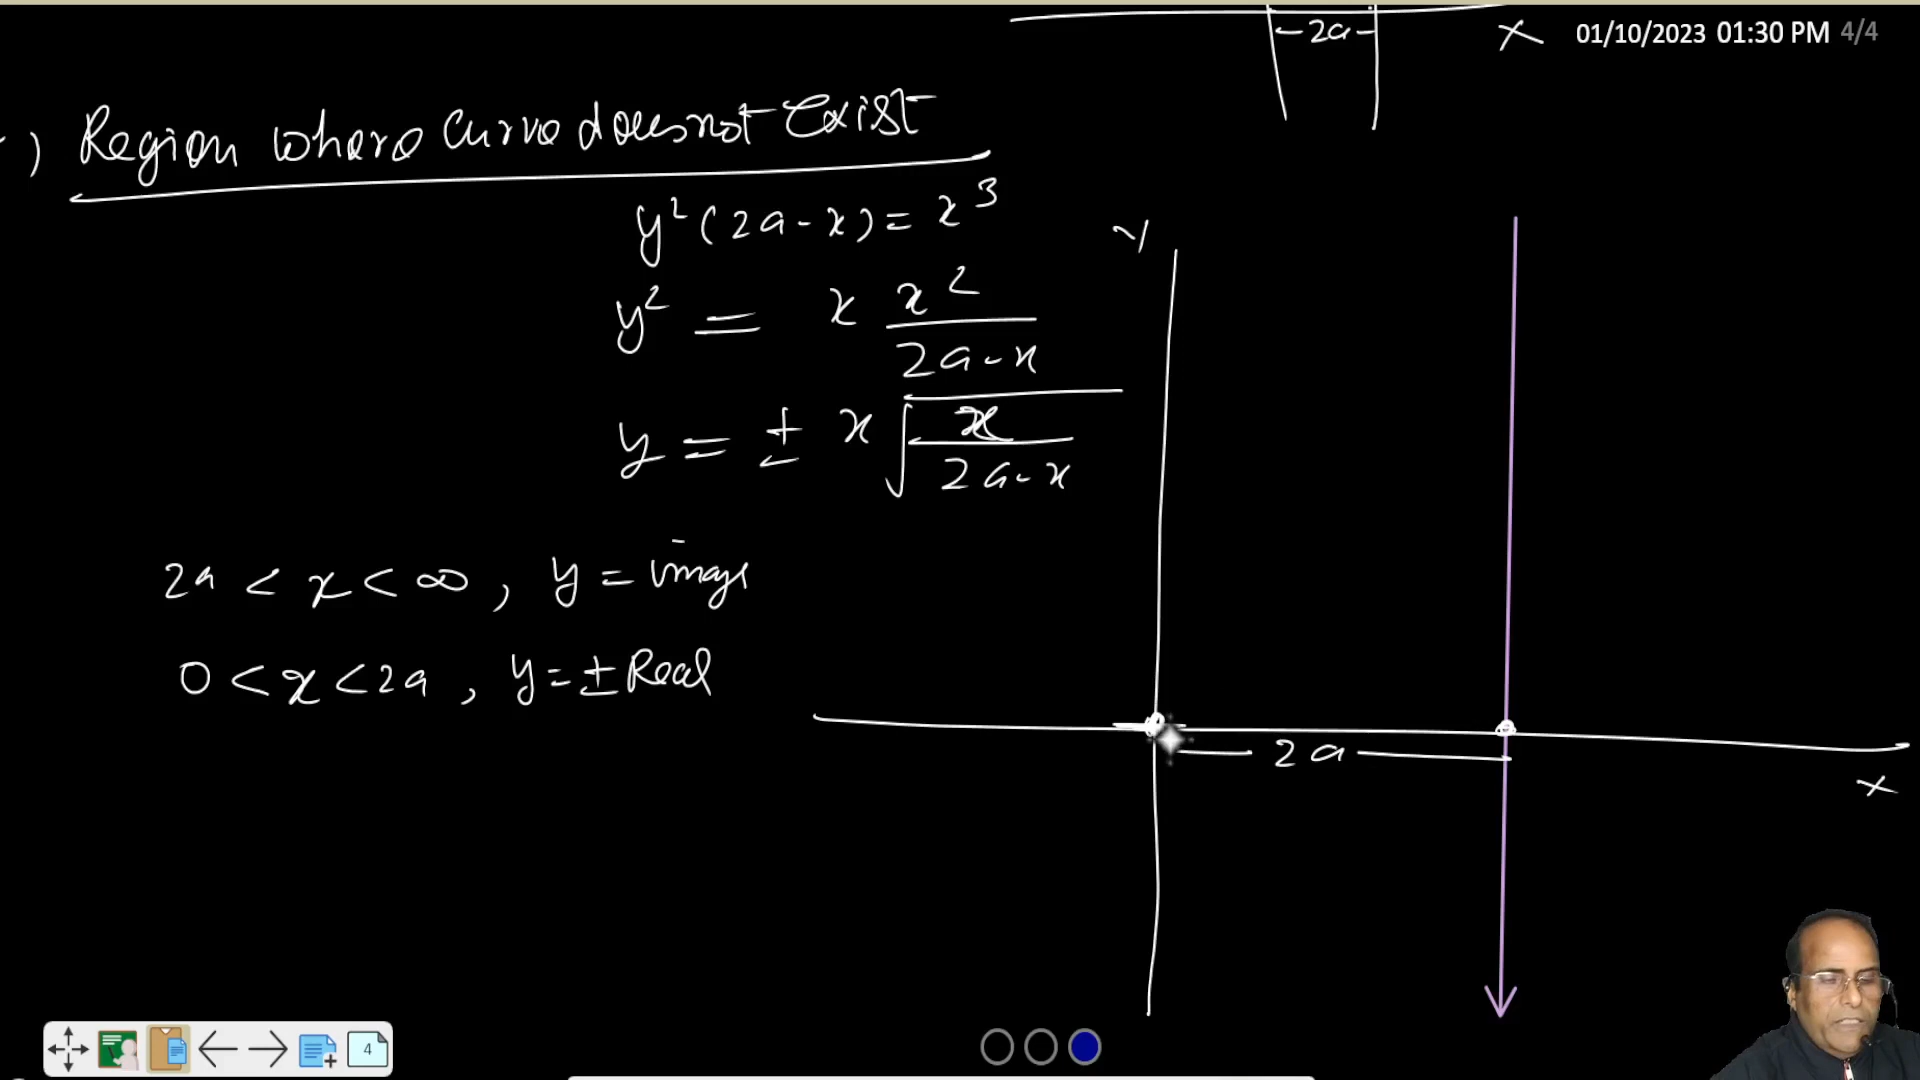 2a
x 01/10/2023 01:30 PM 4/4
) Region where Curve does not Exist
y²(2a-x) = x³
y
y² = x x²/2a-x
y = ± x √x/2a-x
2a < x < ∞, y = imag
0 < x < 2a, y = ± Real
2a
x
4